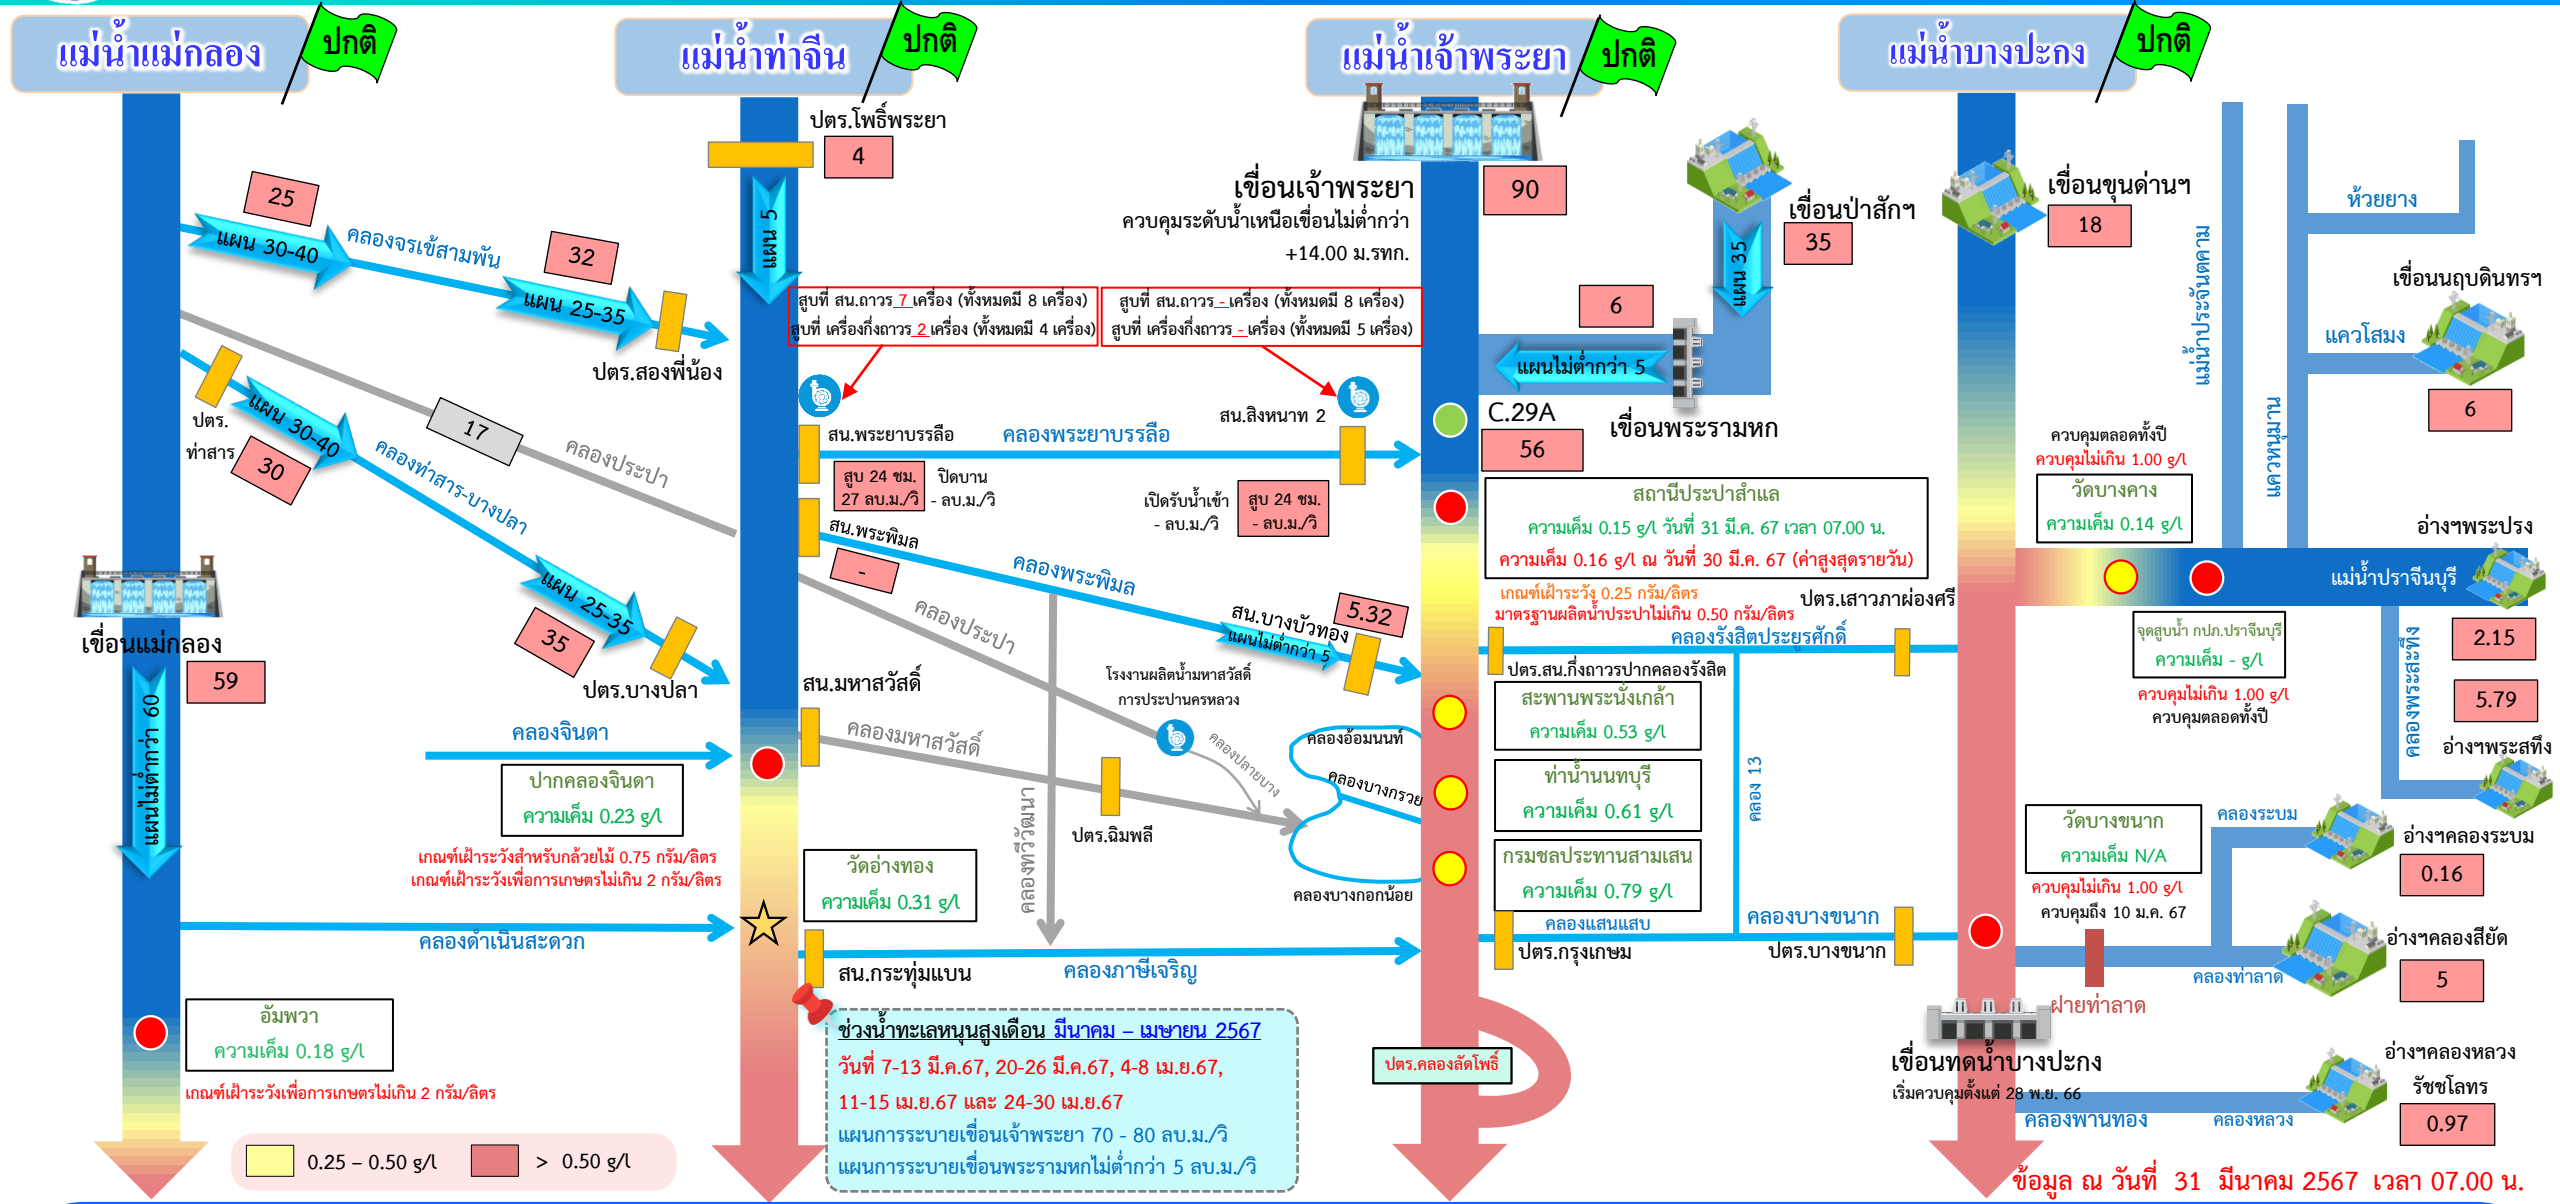 แม่น้ำแม่กลอง
ปกติ
แม่น้ำท่าจีน
ปกติ
แม่น้ำเจ้าพระยา
ปกติ
แม่น้ำบางปะกง
ปกติ
25
แผน 30-40
คลองจรเข้สามพัน
32
แผน 25-35
ปตร.สองพี่น้อง
ปตร.
ท่าสาร
30
แผน 30-40
คลองท่าสาร-บางปลา
17
คลองประปา
แผน 25-35
35
ปตร.บางปลา
เขื่อนแม่กลอง
59
แผนไม่ต่ำกว่า 60
คลองจินดา
ปากคลองจินดา
ความเค็ม 0.23 g/l
เกณฑ์เฝ้าระวังสำหรับกล้วยไม้ 0.75 กรัม/ลิตร
เกณฑ์เฝ้าระวังเพื่อการเกษตรไม่เกิน 2 กรัม/ลิตร
คลองดำเนินสะดวก
อัมพวา
ความเค็ม 0.18 g/l
เกณฑ์เฝ้าระวังเพื่อการเกษตรไม่เกิน 2 กรัม/ลิตร
0.25 – 0.50 g/l
> 0.50 g/l
ปตร.โพธิ์พระยา
4
แผน 5
สูบที่ สน.ถาวร 7 เครื่อง (ทั้งหมดมี 8 เครื่อง)
สูบที่ เครื่องกึ่งถาวร 2 เครื่อง (ทั้งหมดมี 4 เครื่อง)
สูบที่ สน.ถาวร - เครื่อง (ทั้งหมดมี 8 เครื่อง)
สูบที่ เครื่องกึ่งถาวร - เครื่อง (ทั้งหมดมี 5 เครื่อง)
สน.พระยาบรรลือ
คลองพระยาบรรลือ
สน.สิงหนาท 2
สูบ 24 ชม.
27 ลบ.ม./วิ
ปิดบาน
- ลบ.ม./วิ
เปิดรับน้ำเข้า
- ลบ.ม./วิ
สูบ 24 ชม.
- ลบ.ม./วิ
สน.พระพิมล
-
คลองพระพิมล
คลองประปา
สน.บางบัวทอง
5.32
แผนไม่ต่ำกว่า 5
สน.มหาสวัสดิ์
คลองมหาสวัสดิ์
โรงงานผลิตน้ำมหาสวัสดิ์
การประปานครหลวง
คลองปลายบาง
ปตร.ฉิมพลี
คลองทวีวัฒนา
คลองอ้อมนนท์
คลองบางกรวย
คลองบางกอกน้อย
วัดอ่างทอง
ความเค็ม 0.31 g/l
สน.กระทุ่มแบน
คลองภาษีเจริญ
ช่วงน้ำทะเลหนุนสูงเดือน มีนาคม – เมษายน 2567
วันที่ 7-13 มี.ค.67, 20-26 มี.ค.67, 4-8 เม.ย.67,
11-15 เม.ย.67 และ 24-30 เม.ย.67
แผนการระบายเขื่อนเจ้าพระยา 70 - 80 ลบ.ม./วิ
แผนการระบายเขื่อนพระรามหกไม่ต่ำกว่า 5 ลบ.ม./วิ
เขื่อนเจ้าพระยา
90
ควบคุมระดับน้ำเหนือเขื่อนไม่ต่ำกว่า
+14.00 ม.รทก.
เขื่อนป่าสักฯ
35
แผน 35
6
แผนไม่ต่ำกว่า 5
เขื่อนพระรามหก
C.29A
56
สถานีประปาสำแล
ความเค็ม 0.15 g/l วันที่ 31 มี.ค. 67 เวลา 07.00 น.
ความเค็ม 0.16 g/l ณ วันที่ 30 มี.ค. 67 (ค่าสูงสุดรายวัน)
เกณฑ์เฝ้าระวัง 0.25 กรัม/ลิตร
มาตรฐานผลิตน้ำประปาไม่เกิน 0.50 กรัม/ลิตร
ปตร.เสาวภาผ่องศรี
คลองรังสิตประยูรศักดิ์
ปตร.สน.กึ่งถาวรปากคลองรังสิต
สะพานพระนั่งเกล้า
ความเค็ม 0.53 g/l
ท่าน้ำนนทบุรี
ความเค็ม 0.61 g/l
กรมชลประทานสามเสน
ความเค็ม 0.79 g/l
คลอง 13
คลองแสนแสบ
ปตร.กรุงเกษม
คลองบางขนาก
ปตร.บางขนาก
ปตร.คลองลัดโพธิ์
เขื่อนขุนด่านฯ
18
แม่น้ำประจันตคาม
แควหนุมาน
ห้วยยาง
เขื่อนนฤบดินทรฯ
แควโสมง
6
ควบคุมตลอดทั้งปี
ควบคุมไม่เกิน 1.00 g/l
วัดบางคาง
ความเค็ม 0.14 g/l
อ่างฯพระปรง
แม่น้ำปราจีนบุรี
2.15
จุดสูบน้ำ กปภ.ปราจีนบุรี
ความเค็ม - g/l
ควบคุมไม่เกิน 1.00 g/l
ควบคุมตลอดทั้งปี
คลองพระสะทึง
5.79
อ่างฯพระสทึง
วัดบางขนาก
ความเค็ม N/A
ควบคุมไม่เกิน 1.00 g/l
ควบคุมถึง 10 ม.ค. 67
คลองระบม
อ่างฯคลองระบม
0.16
อ่างฯคลองสียัด
5
คลองท่าลาด
ฝายท่าลาด
เขื่อนทดน้ำบางปะกง
เริ่มควบคุมตั้งแต่ 28 พ.ย. 66
คลองพานทอง
คลองหลวง
อ่างฯคลองหลวง
รัชชโลทร
0.97
ข้อมูล ณ วันที่ 31 มีนาคม 2567 เวลา 07.00 น.